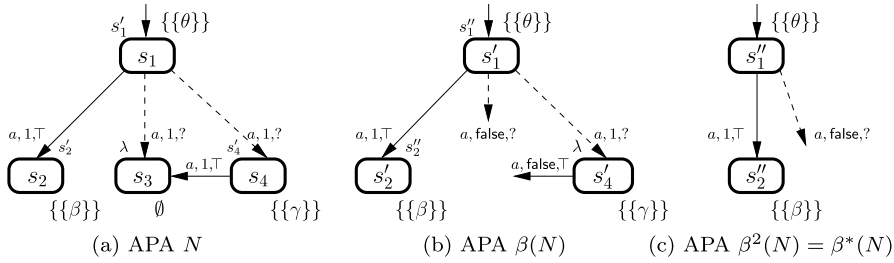 s′₁ {{θ}} s″₁ {{θ}} {{θ}}
s₁ s′₁ s″₁
a, 1,⊤ s′₂ λ a, 1,? s′₄ a, 1,? a, 1,⊤ s″₂ a, false,? λ a, 1,? a, 1,⊤ a, false,?
s₂ s₃ a, 1,⊤ s₄ s′₂ a, false,⊤ s′₄ s″₂
{{β}} ∅ {{γ}} {{β}} {{γ}} {{β}}
(a) APA N (b) APA β(N) (c) APA β²(N) = β*(N)